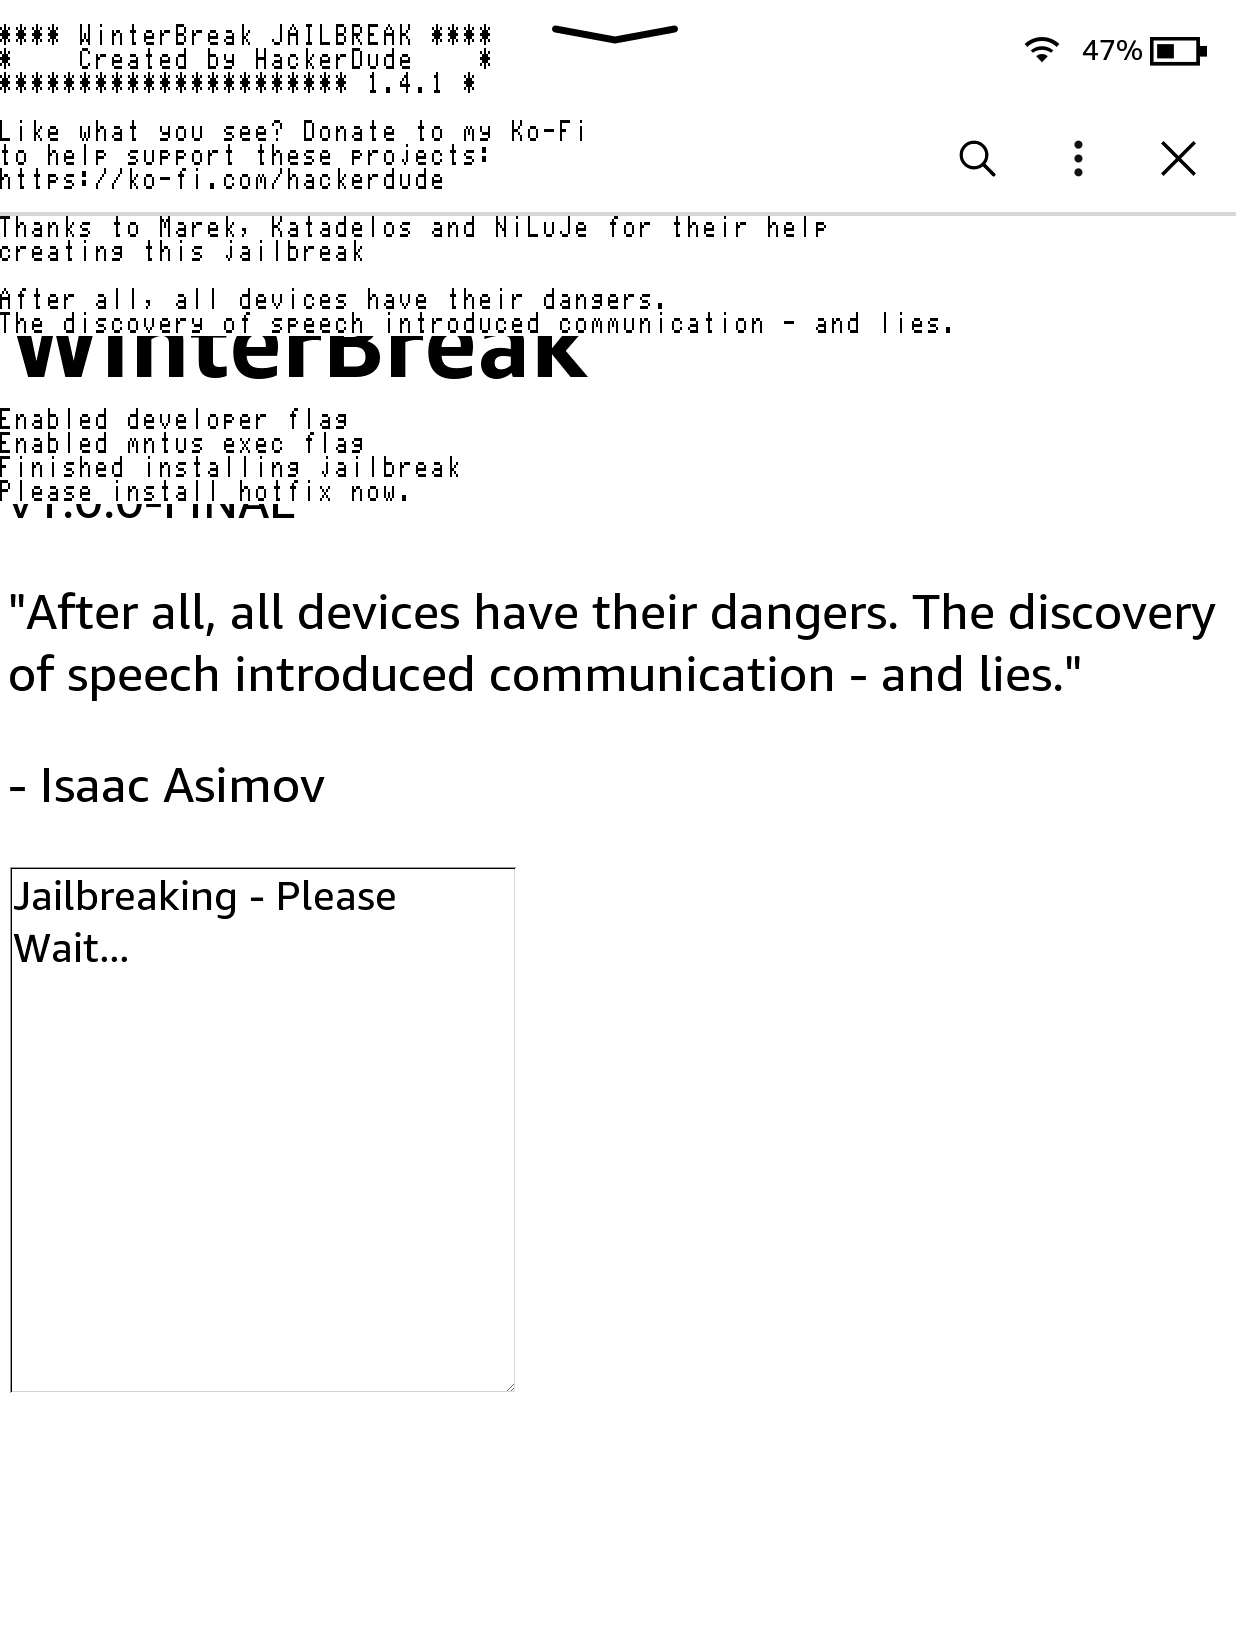 **** WinterBreak JAILBREAK ****
*    Created by HackerDude    *
********************** 1.4.1 *
47%
Like what you see? Donate to my Ko-Fi
to help support these projects:
https://ko-fi.com/hackerdude
Thanks to Marek, Katadelos and NiLuJe for their help
creating this jailbreak
After all, all devices have their dangers.
The discovery of speech introduced communication - and lies.
WinterBreak
Enabled developer flag
Enabled mntus exec flag
Finished installing jailbreak
Please install hotfix now.
V1.0.0-FINAL
"After all, all devices have their dangers. The discovery
of speech introduced communication - and lies."
- Isaac Asimov
Jailbreaking - Please
Wait...